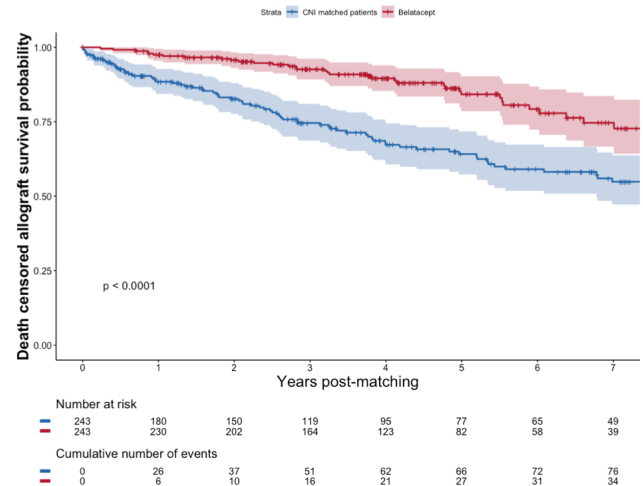 Strata CNI matched patients Belatacept
Death censored allograft survival probability
1.00
0.75
0.50
0.25
0.00
p < 0.0001
0 1 2 3 4 5 6 7
Years post-matching
Number at risk
243 180 150 119 95 77 65 49
243 230 202 164 123 82 58 39
Cumulative number of events
0 26 37 51 62 66 72 76
0 6 10 16 21 27 31 34